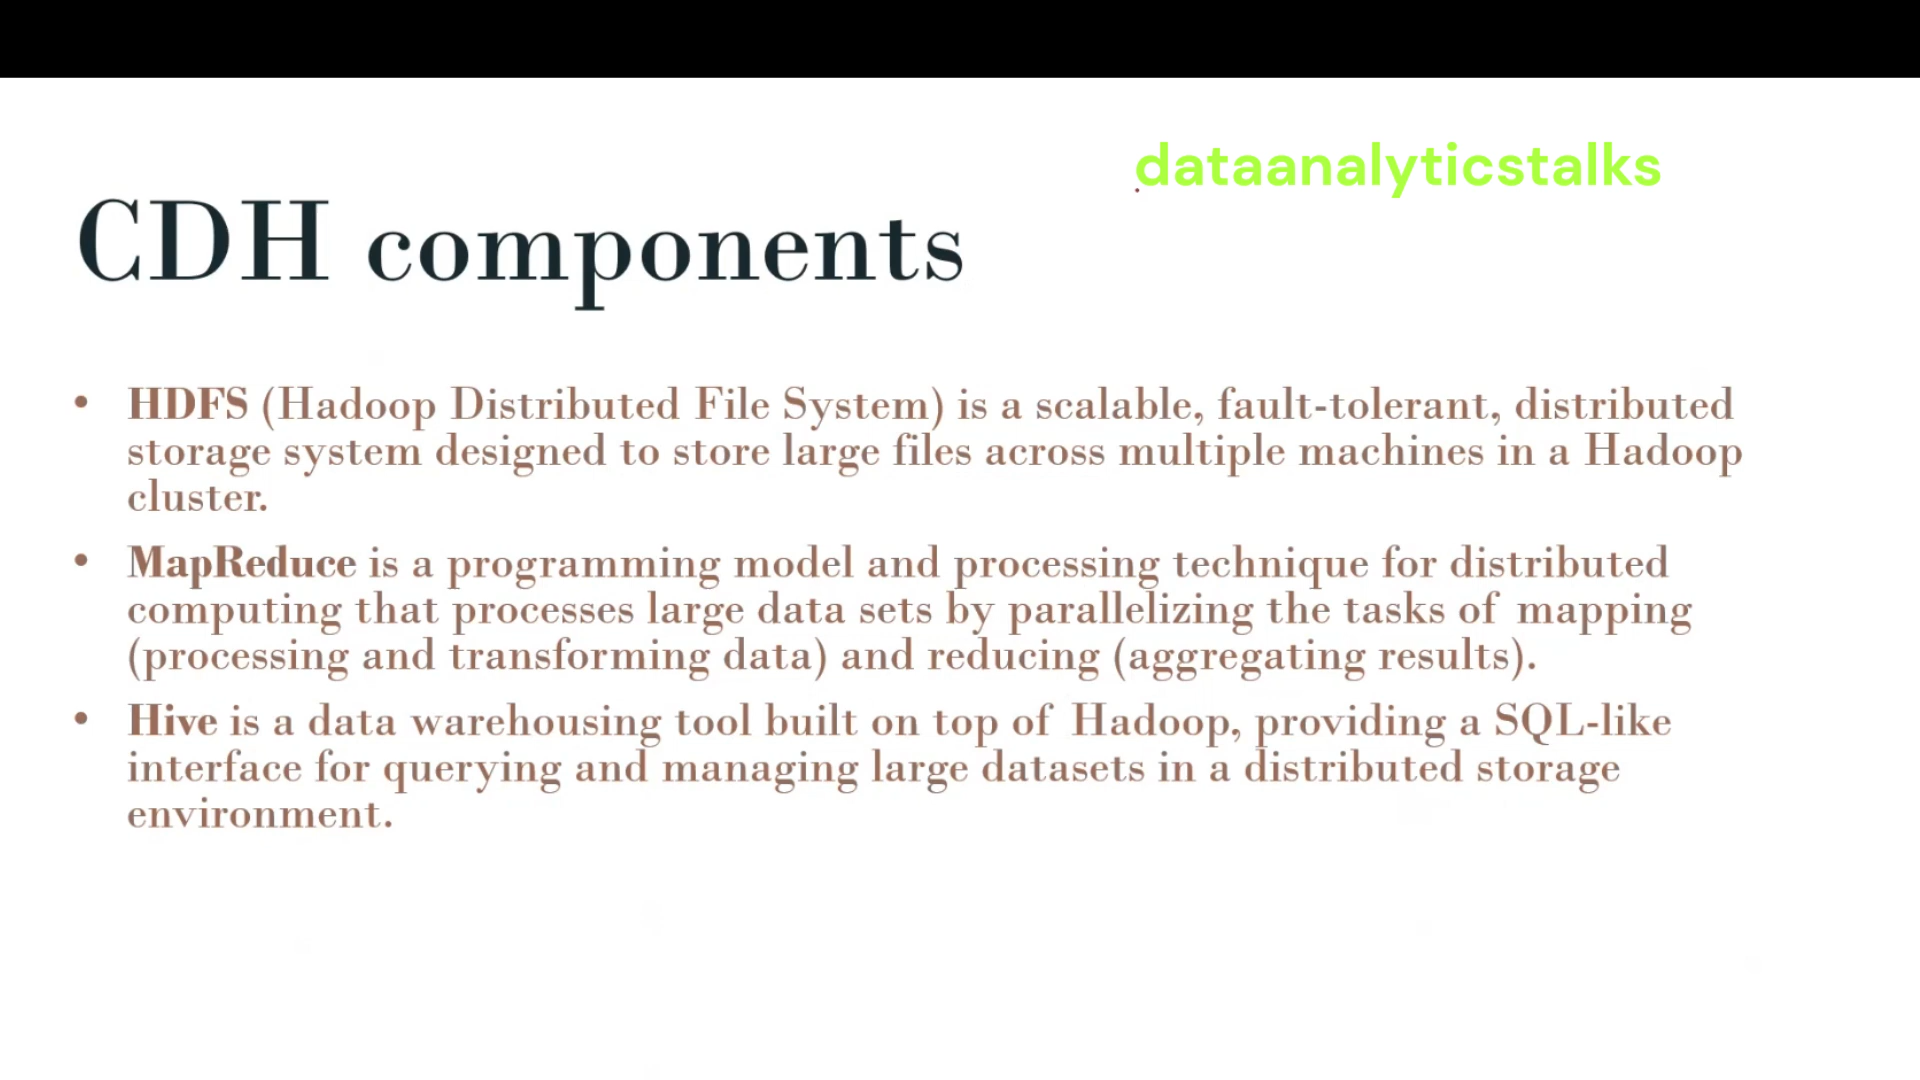 dataanalyticstalks
CDH components
• HDFS (Hadoop Distributed File System) is a scalable, fault-tolerant, distributed
storage system designed to store large files across multiple machines in a Hadoop
cluster.
• MapReduce is a programming model and processing technique for distributed
computing that processes large data sets by parallelizing the tasks of mapping
(processing and transforming data) and reducing (aggregating results).
• Hive is a data warehousing tool built on top of Hadoop, providing a SQL-like
interface for querying and managing large datasets in a distributed storage
environment.